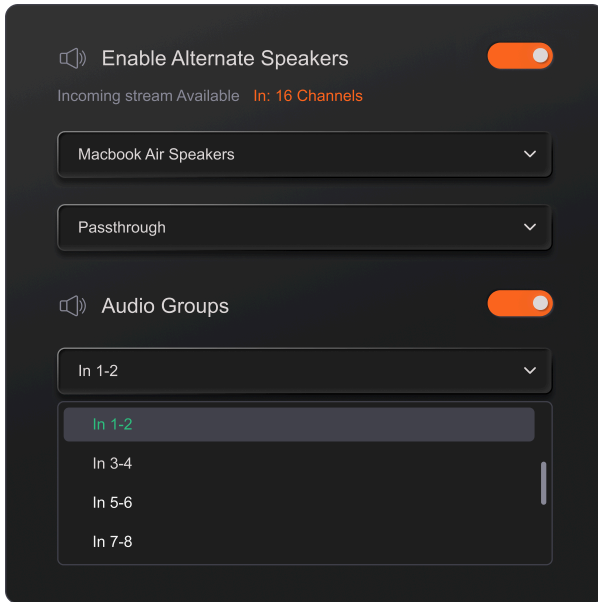 Enable Alternate Speakers
Incoming stream Available In: 16 Channels
Macbook Air Speakers
Passthrough
Audio Groups
In 1-2
In 1-2
In 3-4
In 5-6
In 7-8